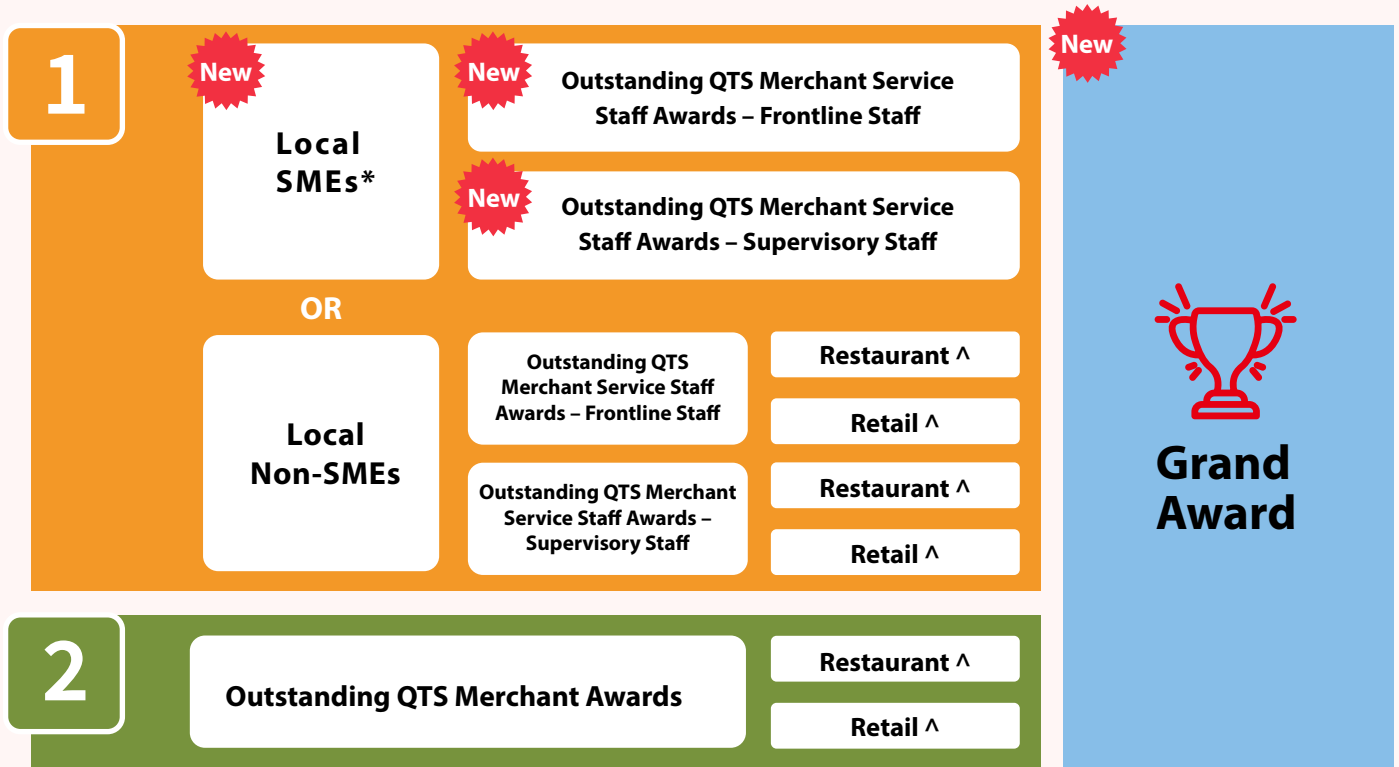 1
New
Local
SMEs*
New
Outstanding QTS Merchant Service
Staff Awards – Frontline Staff
New
Outstanding QTS Merchant Service
Staff Awards – Supervisory Staff
OR
Local
Non-SMEs
Outstanding QTS
Merchant Service Staff
Awards – Frontline Staff
Restaurant ^
Retail ^
Outstanding QTS Merchant
Service Staff Awards –
Supervisory Staff
Restaurant ^
Retail ^
2
Outstanding QTS Merchant Awards
Restaurant ^
Retail ^
New
Grand
Award